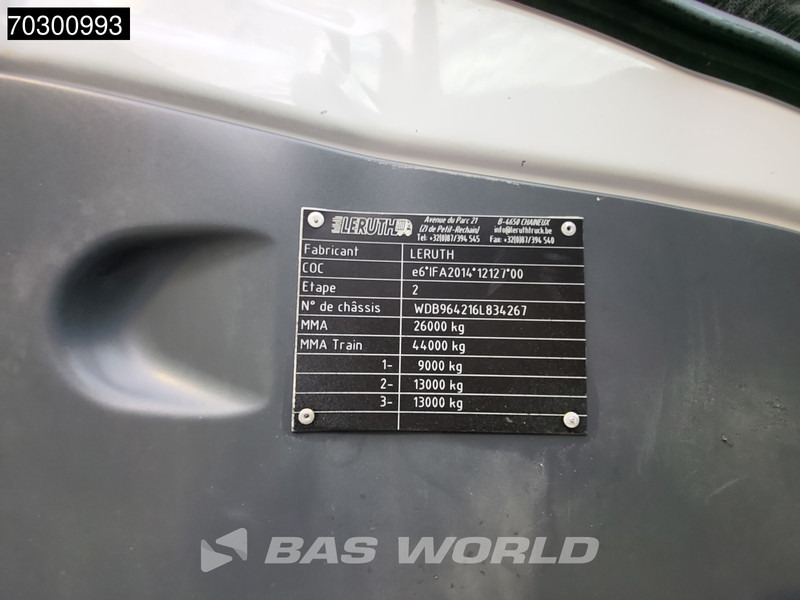 70300993
LERUTH
Avenue du Parc 21
(ZI de Petit-Rechain)
Tel: +32(0)87/394 545
B-4650 CHAINEUX
info@leruthtruck.be
Fax: +32(0)87/394 540
Fabricant LERUTH
COC e6*IFA2014*12127*00
Etape 2
N° de châssis WDB964216L834267
MMA 26000 kg
MMA Train 44000 kg
1- 9000 kg
2- 13000 kg
3- 13000 kg
BAS WORLD